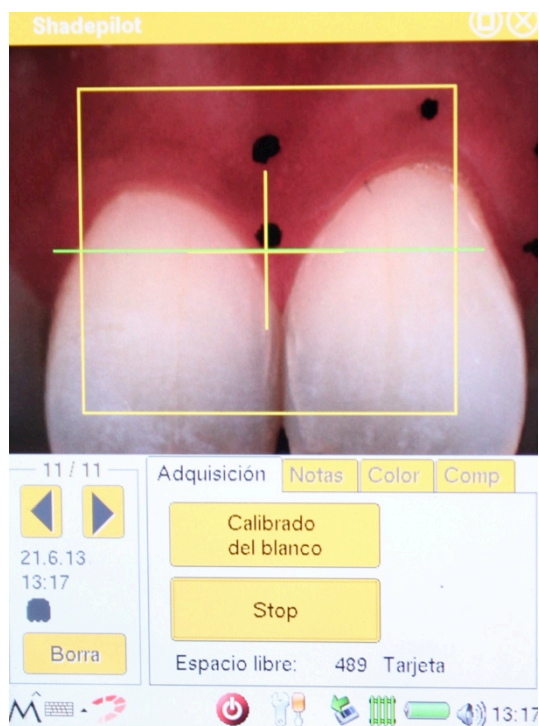 Shadepilot
11 / 11
Adquisición Notas Color Comp
Calibrado
del blanco
21.6.13
13:17
Stop
Borra
Espacio libre: 489 Tarjeta
13:17